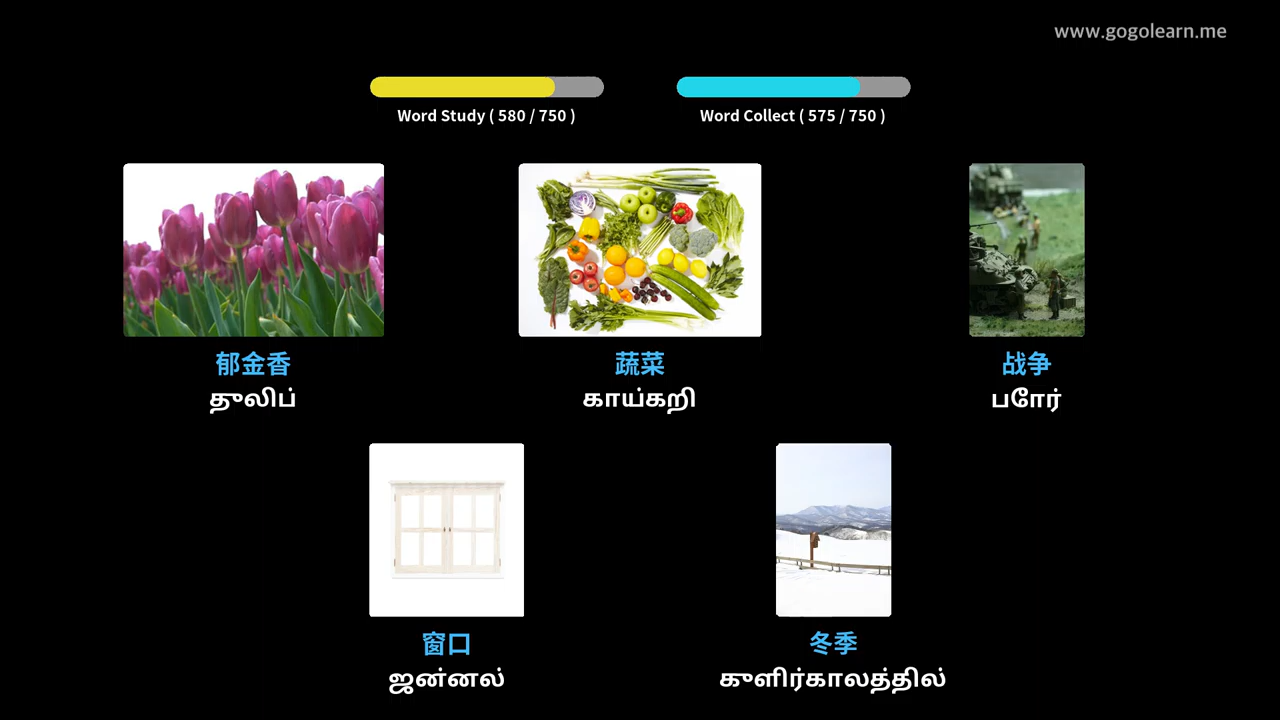 www.gogolearn.me
Word Study ( 580 / 750 )
Word Collect ( 575 / 750 )
郁金香
துலிப்
蔬菜
காய்கறி
战争
போர்
窗口
ஜன்னல்
冬季
குளிர்காலத்தில்